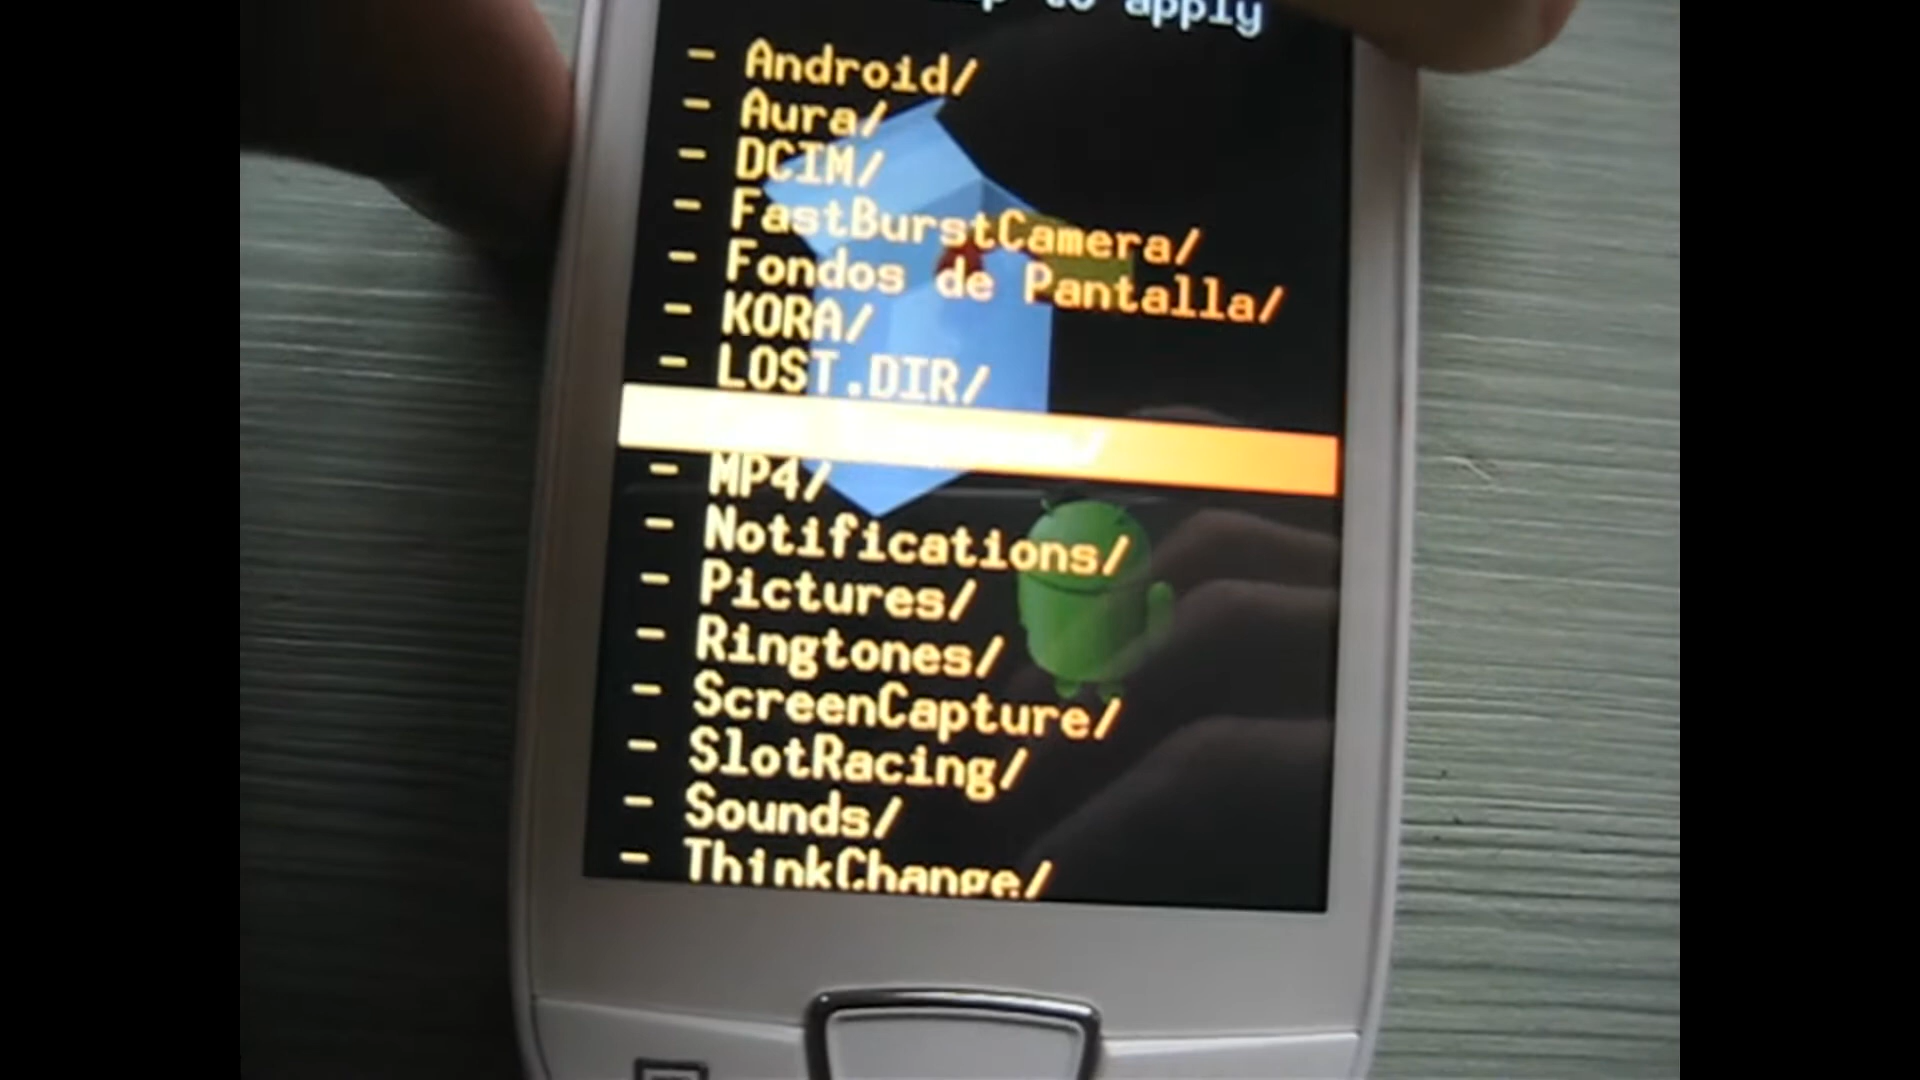 to apply
- Android/
- Aura/
- DCIM/
- FastBurstCamera/
- Fondos de Pantalla/
- KORA/
- LOST.DIR/
- MP4/
- Notifications/
- Pictures/
- Ringtones/
- ScreenCapture/
- SlotRacing/
- Sounds/
- ThinkChange/